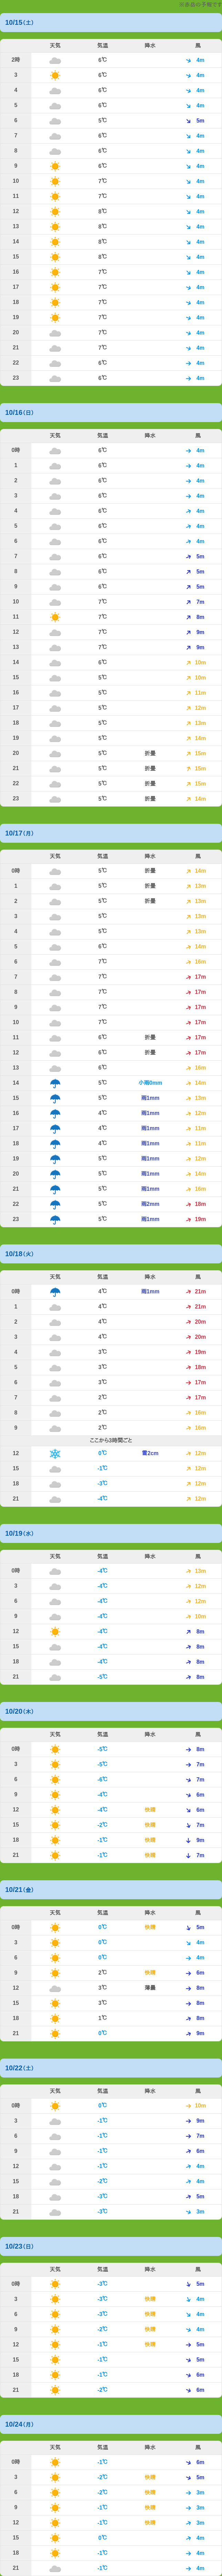 ※奥森の予報です
10/15(土)
天気 気温 降水 風
2時 6℃ 4m
3 6℃ 4m
4 6℃ 4m
5 6℃ 4m
6 5℃ 5m
7 6℃ 4m
8 6℃ 4m
9 6℃ 4m
10 7℃ 4m
11 7℃ 4m
12 8℃ 4m
13 8℃ 4m
14 8℃ 4m
15 8℃ 4m
16 7℃ 4m
17 7℃ 4m
18 7℃ 4m
19 7℃ 4m
20 7℃ 4m
21 7℃ 4m
22 6℃ 4m
23 6℃ 4m
10/16(日)
天気 気温 降水 風
0時 6℃ 4m
1 6℃ 4m
2 6℃ 4m
3 6℃ 4m
4 6℃ 4m
5 6℃ 4m
6 6℃ 4m
7 6℃ 5m
8 6℃ 5m
9 6℃ 5m
10 7℃ 7m
11 7℃ 8m
12 7℃ 9m
13 7℃ 9m
14 6℃ 10m
15 5℃ 10m
16 5℃ 11m
17 5℃ 12m
18 5℃ 13m
19 5℃ 14m
20 5℃ 折畳 15m
21 5℃ 折畳 15m
22 5℃ 折畳 15m
23 5℃ 折畳 14m
10/17(月)
天気 気温 降水 風
0時 5℃ 折畳 14m
1 5℃ 折畳 13m
2 5℃ 折畳 13m
3 5℃ 13m
4 5℃ 13m
5 6℃ 14m
6 7℃ 16m
7 7℃ 17m
8 7℃ 17m
9 7℃ 17m
10 7℃ 17m
11 6℃ 折畳 17m
12 6℃ 折畳 17m
13 6℃ 16m
14 5℃ 小雨0mm 14m
15 5℃ 雨1mm 13m
16 4℃ 雨1mm 12m
17 4℃ 雨1mm 11m
18 4℃ 雨1mm 11m
19 5℃ 雨1mm 12m
20 5℃ 雨1mm 14m
21 5℃ 雨1mm 16m
22 5℃ 雨2mm 18m
23 5℃ 雨1mm 19m
10/18(火)
天気 気温 降水 風
0時 4℃ 雨1mm 21m
1 4℃ 21m
2 4℃ 20m
3 4℃ 20m
4 3℃ 19m
5 3℃ 18m
6 3℃ 17m
7 2℃ 17m
8 2℃ 16m
9 2℃ 16m
ここから3時間ごと
12 0℃ 雪2cm 12m
15 -1℃ 12m
18 -3℃ 12m
21 -4℃ 12m
10/19(水)
天気 気温 降水 風
0時 -4℃ 13m
3 -4℃ 12m
6 -4℃ 12m
9 -4℃ 10m
12 -4℃ 8m
15 -4℃ 8m
18 -4℃ 8m
21 -5℃ 8m
10/20(木)
天気 気温 降水 風
0時 -5℃ 8m
3 -5℃ 7m
6 -6℃ 7m
9 -4℃ 6m
12 -4℃ 快晴 6m
15 -2℃ 快晴 7m
18 -1℃ 快晴 9m
21 -1℃ 快晴 7m
10/21(金)
天気 気温 降水 風
0時 0℃ 快晴 5m
3 0℃ 4m
6 0℃ 4m
9 2℃ 快晴 6m
12 3℃ 薄曇 8m
15 3℃ 8m
18 1℃ 8m
21 0℃ 9m
10/22(土)
天気 気温 降水 風
0時 0℃ 10m
3 -1℃ 9m
6 -1℃ 7m
9 -1℃ 6m
12 -1℃ 4m
15 -2℃ 4m
18 -3℃ 5m
21 -3℃ 3m
10/23(日)
天気 気温 降水 風
0時 -3℃ 5m
3 -3℃ 快晴 4m
6 -3℃ 快晴 4m
9 -2℃ 快晴 4m
12 -1℃ 快晴 5m
15 -1℃ 5m
18 -1℃ 6m
21 -2℃ 6m
10/24(月)
天気 気温 降水 風
0時 -1℃ 6m
3 -2℃ 快晴 5m
6 -2℃ 快晴 3m
9 -1℃ 快晴 3m
12 -1℃ 快晴 3m
15 0℃ 4m
18 -1℃ 4m
21 -1℃ 4m